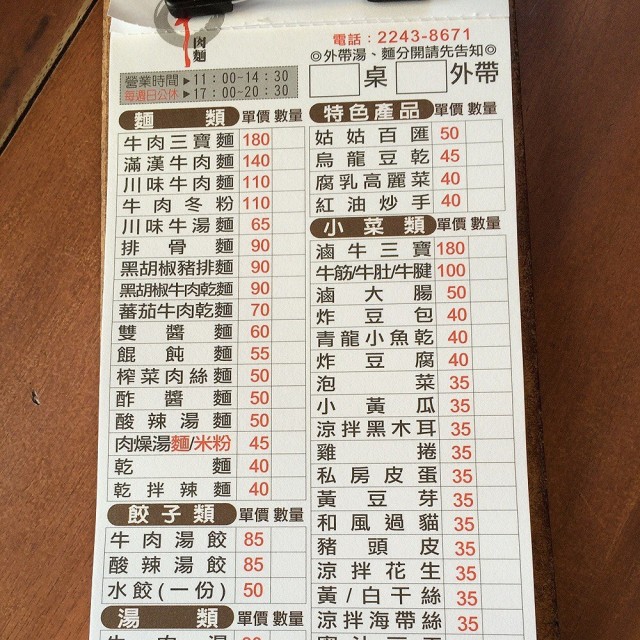 肉
麵
電話：2243-8671
◎外帶湯、麵分開請先告知◎
營業時間▶11：00~14：30
每週日公休▶17：00~20：30
桌 外帶
麵類 單價 數量
牛肉三寶麵 180
滿漢牛肉麵 140
川味牛肉麵 110
牛肉冬粉 110
川味牛湯麵 65
排骨麵 90
黑胡椒豬排麵 90
黑胡椒牛肉乾麵 90
蕃茄牛肉乾麵 70
雙醬麵 60
餛飩麵 55
榨菜肉絲麵 50
酢醬麵 50
酸辣湯麵 50
肉燥湯麵/米粉 45
乾麵 40
乾拌辣麵 40
餃子類 單價 數量
牛肉湯餃 85
酸辣湯餃 85
水餃(一份) 50
湯類 單價 數量
特色產品 單價 數量
姑姑百匯 50
烏龍豆乾 45
腐乳高麗菜 40
紅油炒手 40
小菜類 單價 數量
滷牛三寶 180
牛筋/牛肚/牛腱 100
滷大腸 50
炸豆包 40
青龍小魚乾 40
炸豆腐 40
泡菜 35
小黃瓜 35
涼拌黑木耳 35
雞捲 35
私房皮蛋 35
黃豆芽 35
和風過貓 35
豬頭皮 35
涼拌花生 35
黃/白干絲 35
涼拌海帶絲 35